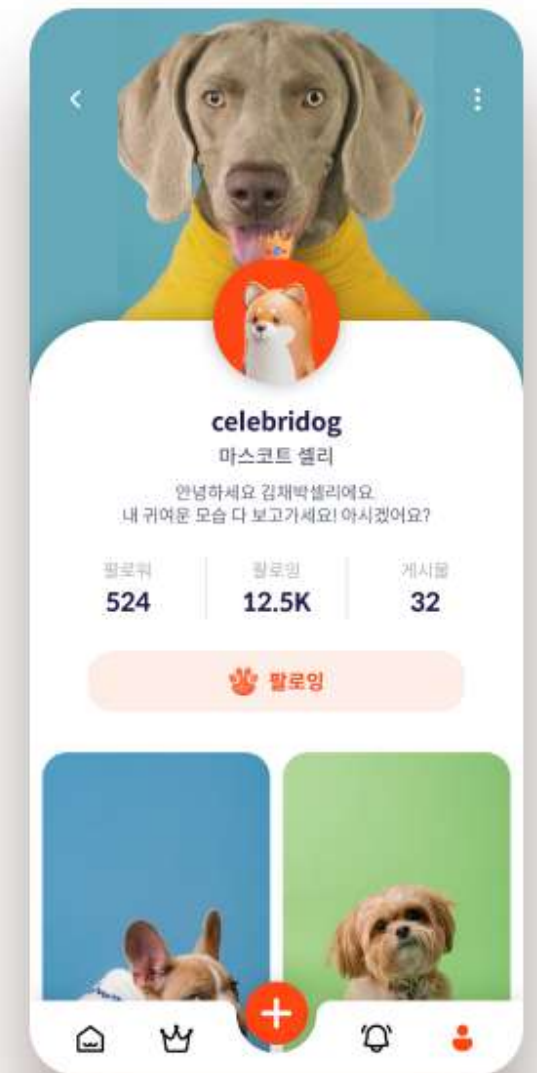 celebridog
마스코트 셀리
안녕하세요 김채박셀리에요
내 귀여운 모습 다 보고가세요! 아시겠어요?
팔로워 팔로잉 게시물
524 12.5K 32
팔로잉